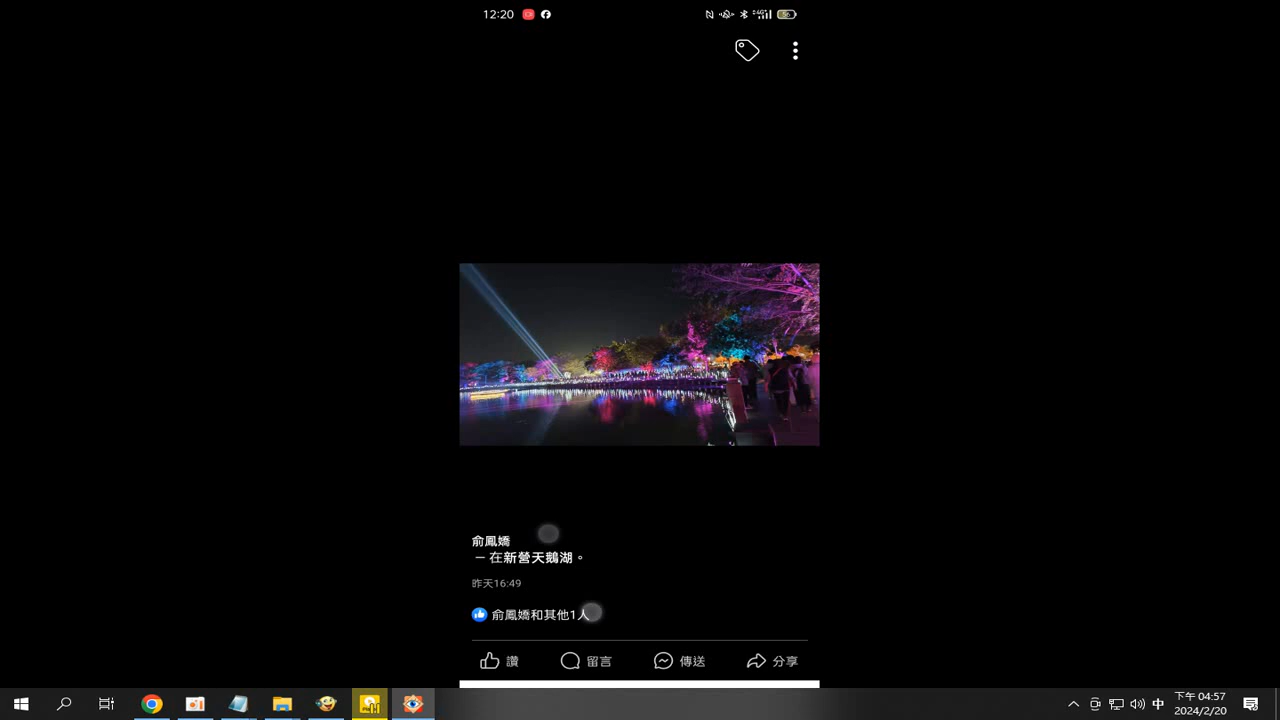 12:20
俞鳳嬌
－在新營天鵝湖。
昨天16:49
俞鳳嬌和其他1人
讚
留言
傳送
分享
中
下午 04:57
2024/2/20